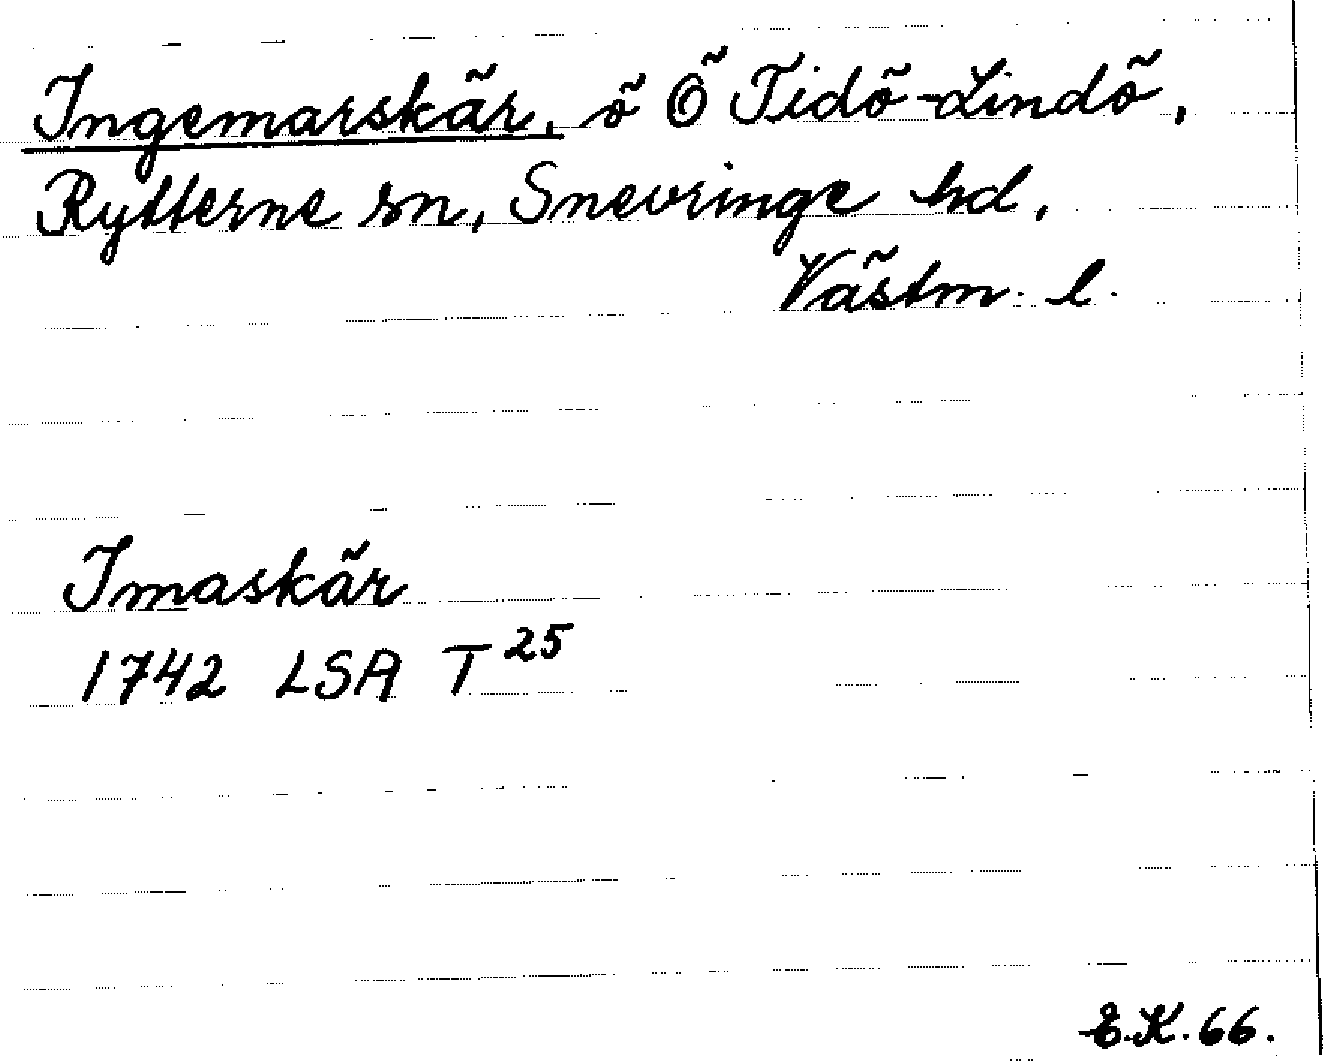 Ingemarskär, ö Ö Tidö-Lindö,
Rytterne sn, Snevringe hd,
Västm. l.
Imaskär
1742 LSA T 25
E.K. 66.